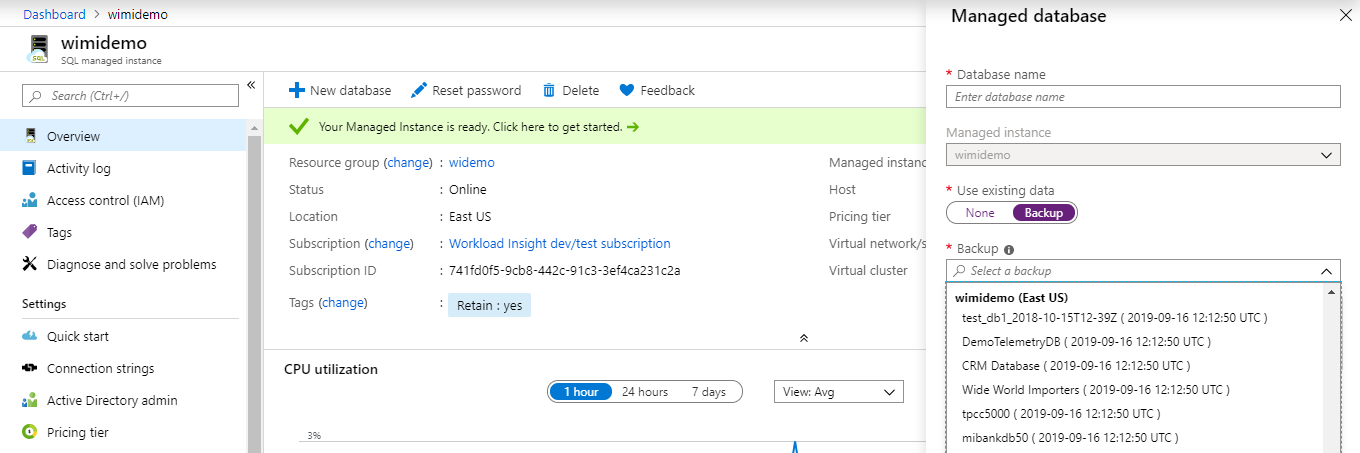 Dashboard > wimidemo
wimidemo
SQL managed instance
Search (Ctrl+/)
Overview
Activity log
Access control (IAM)
Tags
Diagnose and solve problems
Settings
Quick start
Connection strings
Active Directory admin
Pricing tier
New database Reset password Delete Feedback
Your Managed Instance is ready. Click here to get started.
Resource group (change) : widemo
Status : Online
Location : East US
Subscription (change) : Workload Insight dev/test subscription
Subscription ID : 741fd0f5-9cb8-442c-91c3-3ef4ca231c2a
Tags (change) : Retain : yes
Managed instanc
Host
Pricing tier
Virtual network/s
Virtual cluster
CPU utilization
1 hour 24 hours 7 days View: Avg
3%
Managed database
* Database name
Enter database name
Managed instance
wimidemo
* Use existing data
None Backup
* Backup
Select a backup
wimidemo (East US)
test_db1_2018-10-15T12-39Z ( 2019-09-16 12:12:50 UTC )
DemoTelemetryDB ( 2019-09-16 12:12:50 UTC )
CRM Database ( 2019-09-16 12:12:50 UTC )
Wide World Importers ( 2019-09-16 12:12:50 UTC )
tpcc5000 ( 2019-09-16 12:12:50 UTC )
mibankdb50 ( 2019-09-16 12:12:50 UTC )